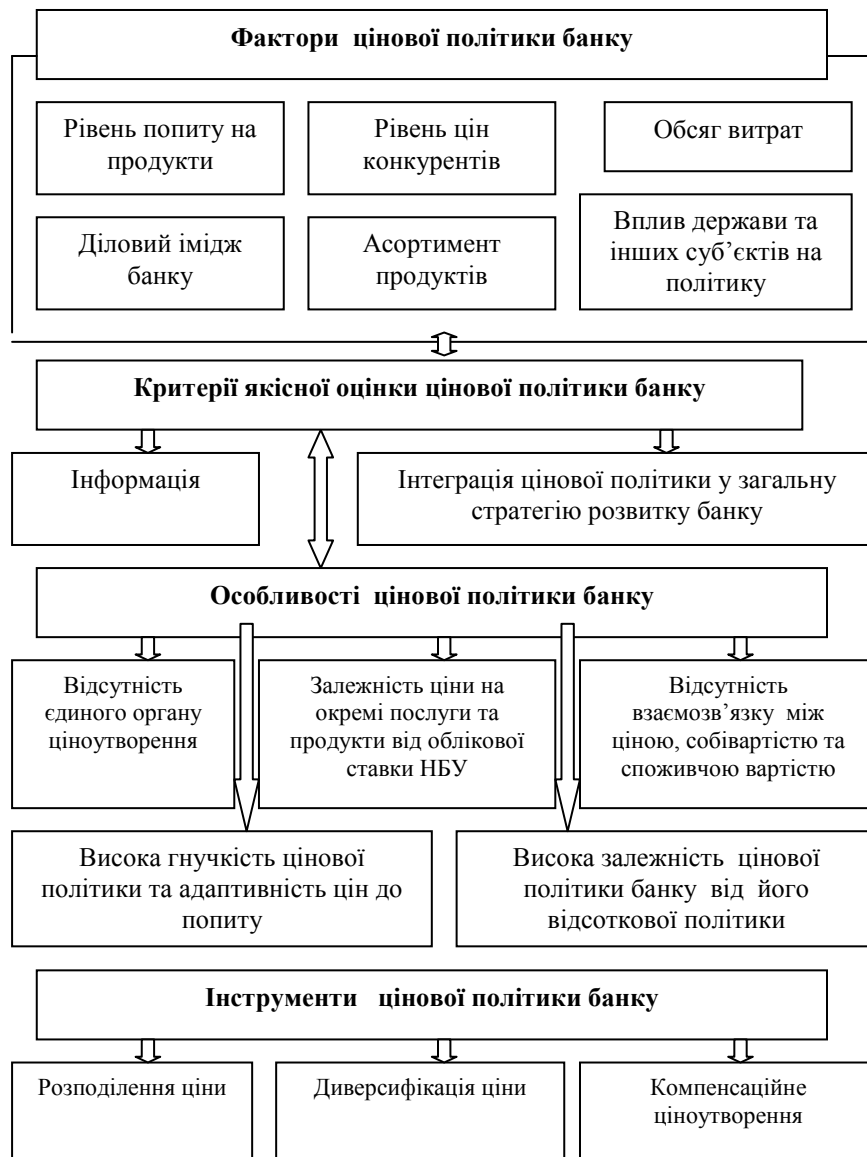 Фактори цінової політики банку
Рівень попиту на
продукти
Рівень цін
конкурентів
Обсяг витрат
Діловий імідж
банку
Асортимент
продуктів
Вплив держави та
інших суб’єктів на
політику
Критерії якісної оцінки цінової політики банку
Інформація
Інтеграція цінової політики у загальну
стратегію розвитку банку
Особливості цінової політики банку
Відсутність
єдиного органу
ціноутворення
Залежність ціни на
окремі послуги та
продукти від облікової
ставки НБУ
Відсутність
взаємозв’язку між
ціною, собівартістю та
споживчою вартістю
Висока гнучкість цінової
політики та адаптивність цін до
попиту
Висока залежність цінової
політики банку від його
відсоткової політики
Інструменти цінової політики банку
Розподілення ціни
Диверсифікація ціни
Компенсаційне
ціноутворення